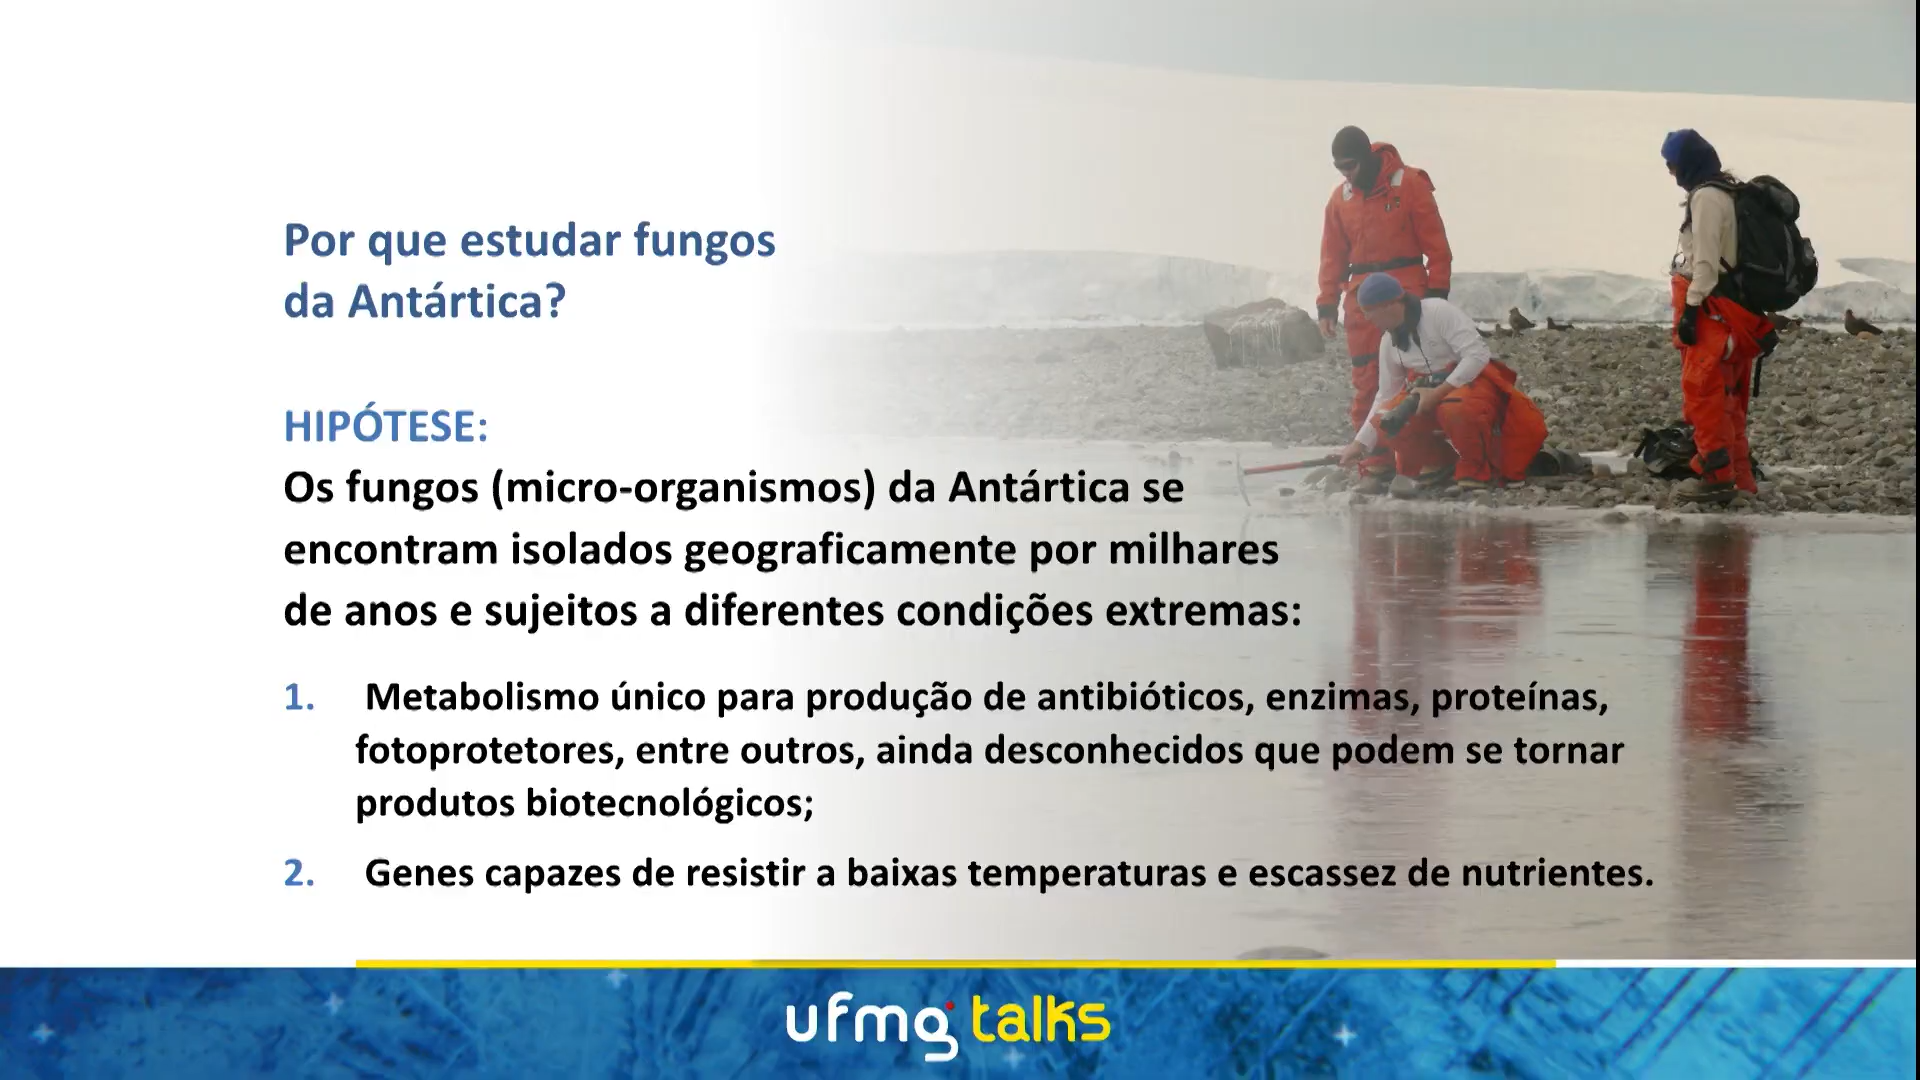 Por que estudar fungos
da Antártica?
HIPÓTESE:
Os fungos (micro-organismos) da Antártica se
encontram isolados geograficamente por milhares
de anos e sujeitos a diferentes condições extremas:
1. Metabolismo único para produção de antibióticos, enzimas, proteínas,
fotoprotetores, entre outros, ainda desconhecidos que podem se tornar
produtos biotecnológicos;
2. Genes capazes de resistir a baixas temperaturas e escassez de nutrientes.
ufmg talks